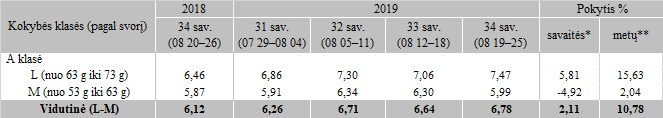 Kokybės klasės (pagal svorį) 2018 2019 Pokytis %
34 sav. (08 20–26) 31 sav. (07 29–08 04) 32 sav. (08 05–11) 33 sav. (08 12–18) 34 sav. (08 19–25) savaitės* metų**
A klasė
L (nuo 63 g iki 73 g) 6,46 6,86 7,30 7,06 7,47 5,81 15,63
M (nuo 53 g iki 63 g) 5,87 5,91 6,34 6,30 5,99 -4,92 2,04
Vidutinė (L-M) 6,12 6,26 6,71 6,64 6,78 2,11 10,78